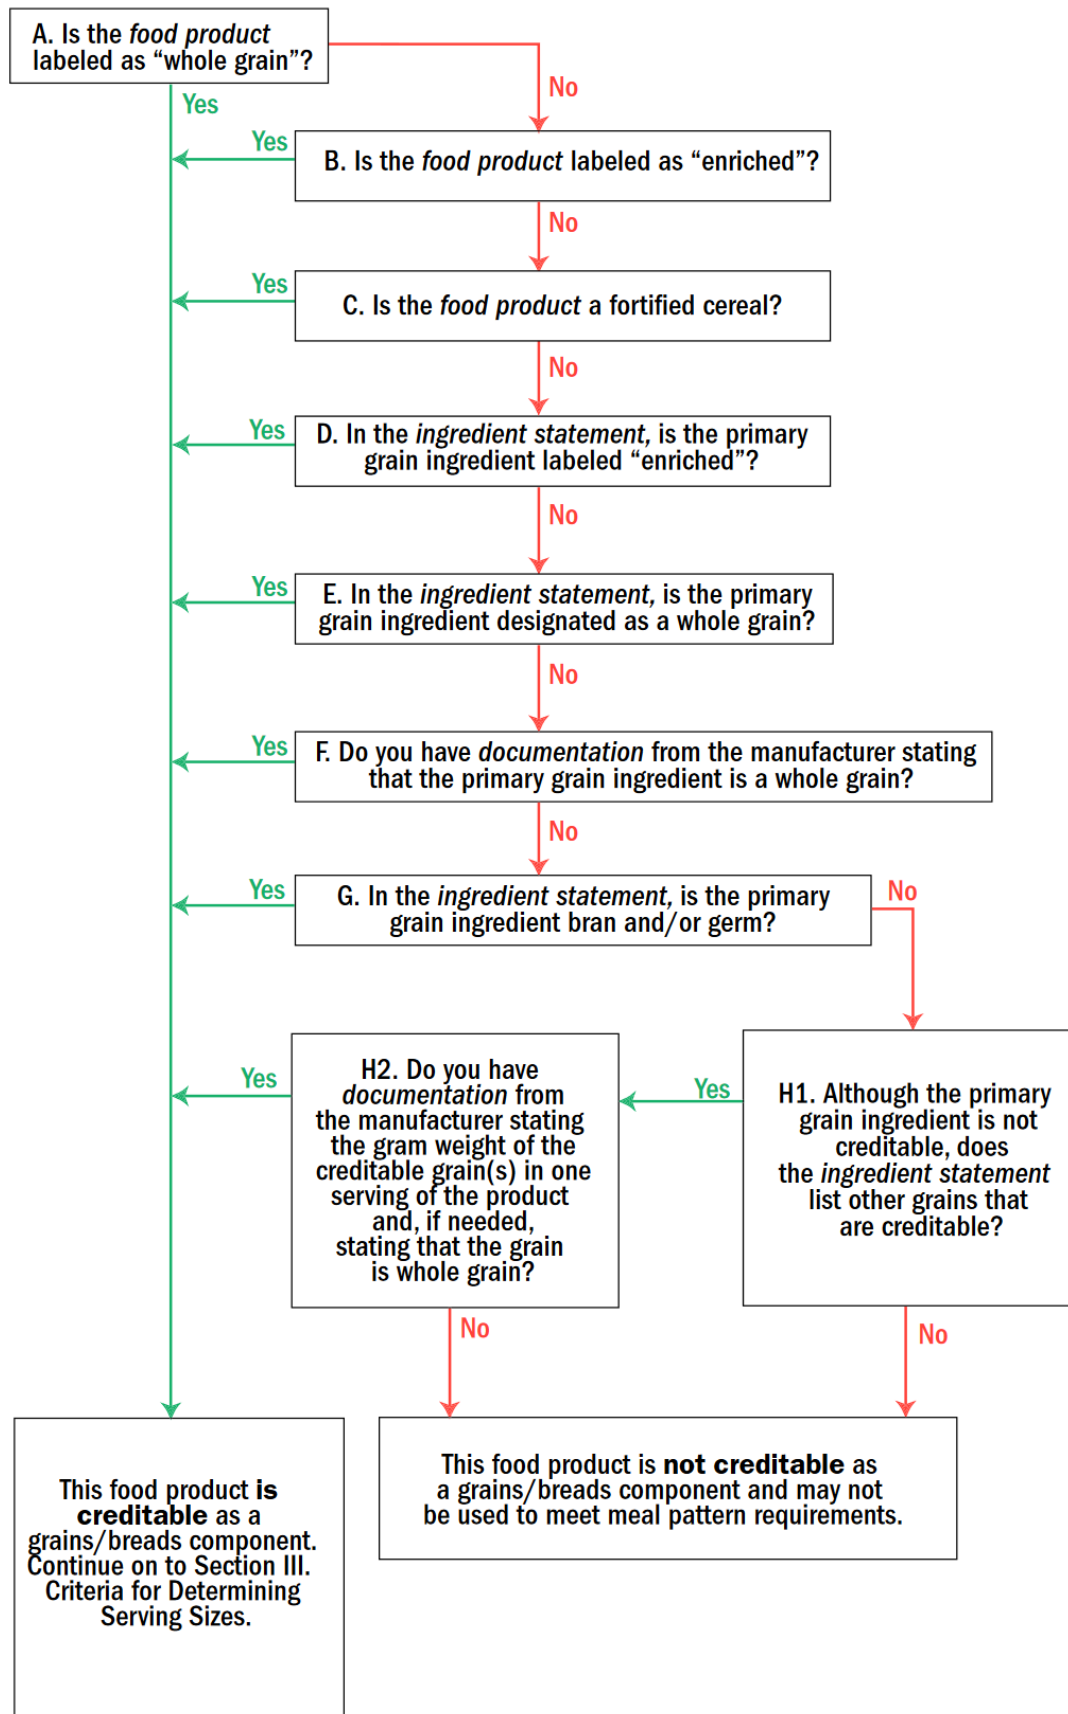 A. Is the food product
labeled as “whole grain”?
No
Yes
Yes
B. Is the food product labeled as “enriched”?
No
Yes
C. Is the food product a fortified cereal?
No
Yes
D. In the ingredient statement, is the primary
grain ingredient labeled “enriched”?
No
Yes
E. In the ingredient statement, is the primary
grain ingredient designated as a whole grain?
No
Yes
F. Do you have documentation from the manufacturer stating
that the primary grain ingredient is a whole grain?
No
Yes
G. In the ingredient statement, is the primary
grain ingredient bran and/or germ?
No
H1. Although the primary
grain ingredient is not
creditable, does
the ingredient statement
list other grains that
are creditable?
Yes
No
H2. Do you have
documentation from
the manufacturer stating
the gram weight of the
creditable grain(s) in one
serving of the product
and, if needed,
stating that the grain
is whole grain?
Yes
No
This food product is
creditable as a
grains/breads component.
Continue on to Section III.
Criteria for Determining
Serving Sizes.
This food product is not creditable as
a grains/breads component and may not
be used to meet meal pattern requirements.